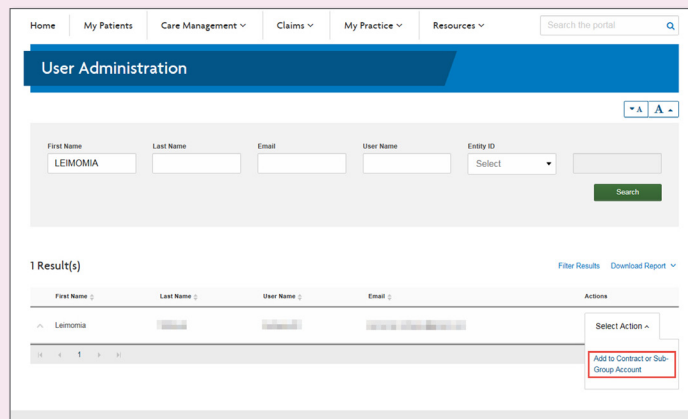 Home My Patients Care Management Claims My Practice Resources Search the portal
User Administration
A A
First Name Last Name Email User Name Entity ID
LEIMOMIA Select
Search
1 Result(s) Filter Results Download Report
First Name Last Name User Name Email Actions
Leimomia Select Action
1
Add to Contract or Sub-
Group Account